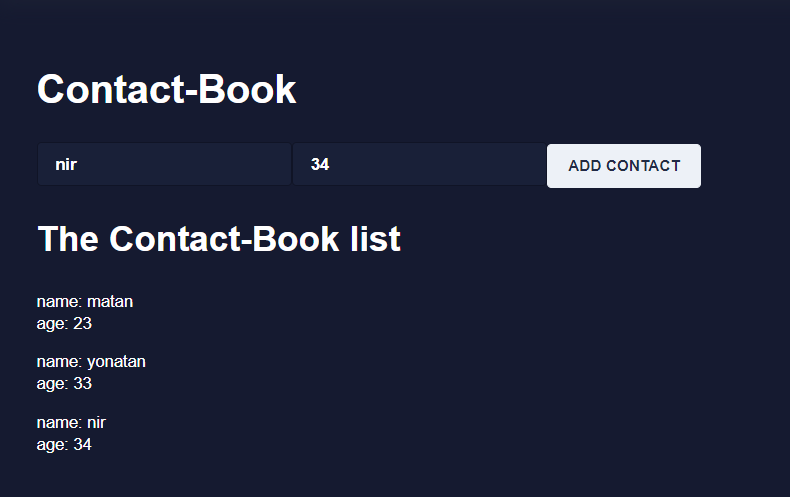 Contact-Book
nir 34 ADD CONTACT
The Contact-Book list
name: matan
age: 23
name: yonatan
age: 33
name: nir
age: 34